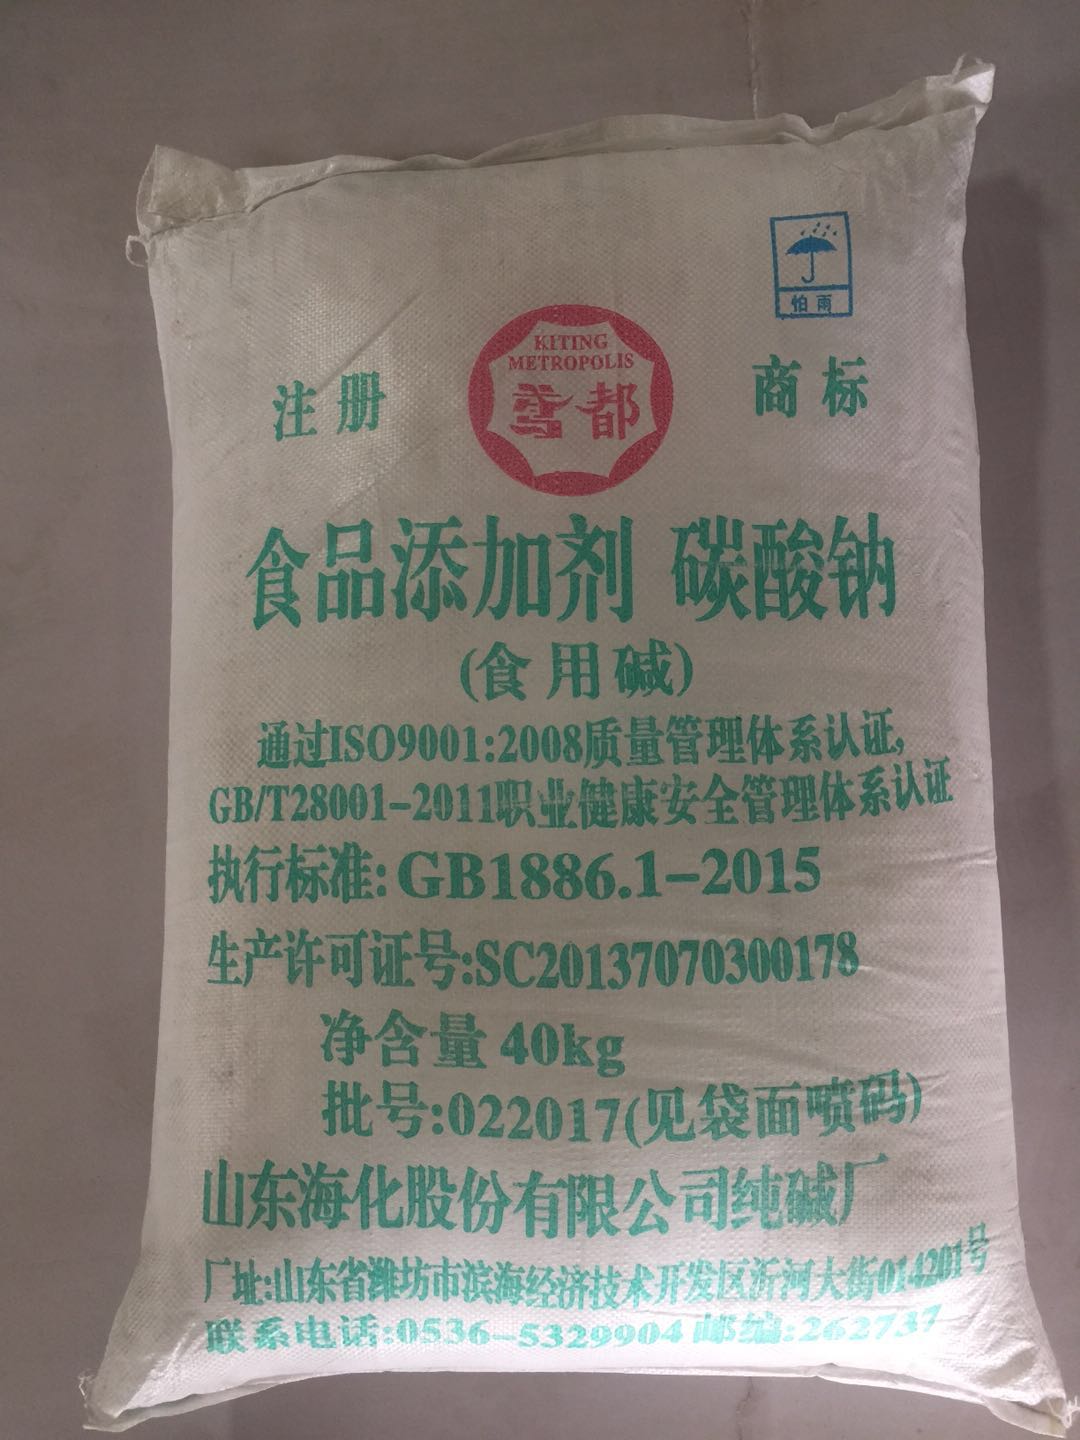 怕雨
KITING
METROPOLIS
鸢都
注册 商标
食品添加剂 碳酸钠
(食用碱)
通过ISO9001:2008质量管理体系认证,
GB/T28001-2011职业健康安全管理体系认证
执行标准:GB1886.1-2015
生产许可证号:SC20137070300178
净含量 40kg
批号:022017(见袋面喷码)
山东海化股份有限公司纯碱厂
厂址:山东省潍坊市滨海经济技术开发区沂河大街014201号
联系电话:0536-5329904 邮编:262737